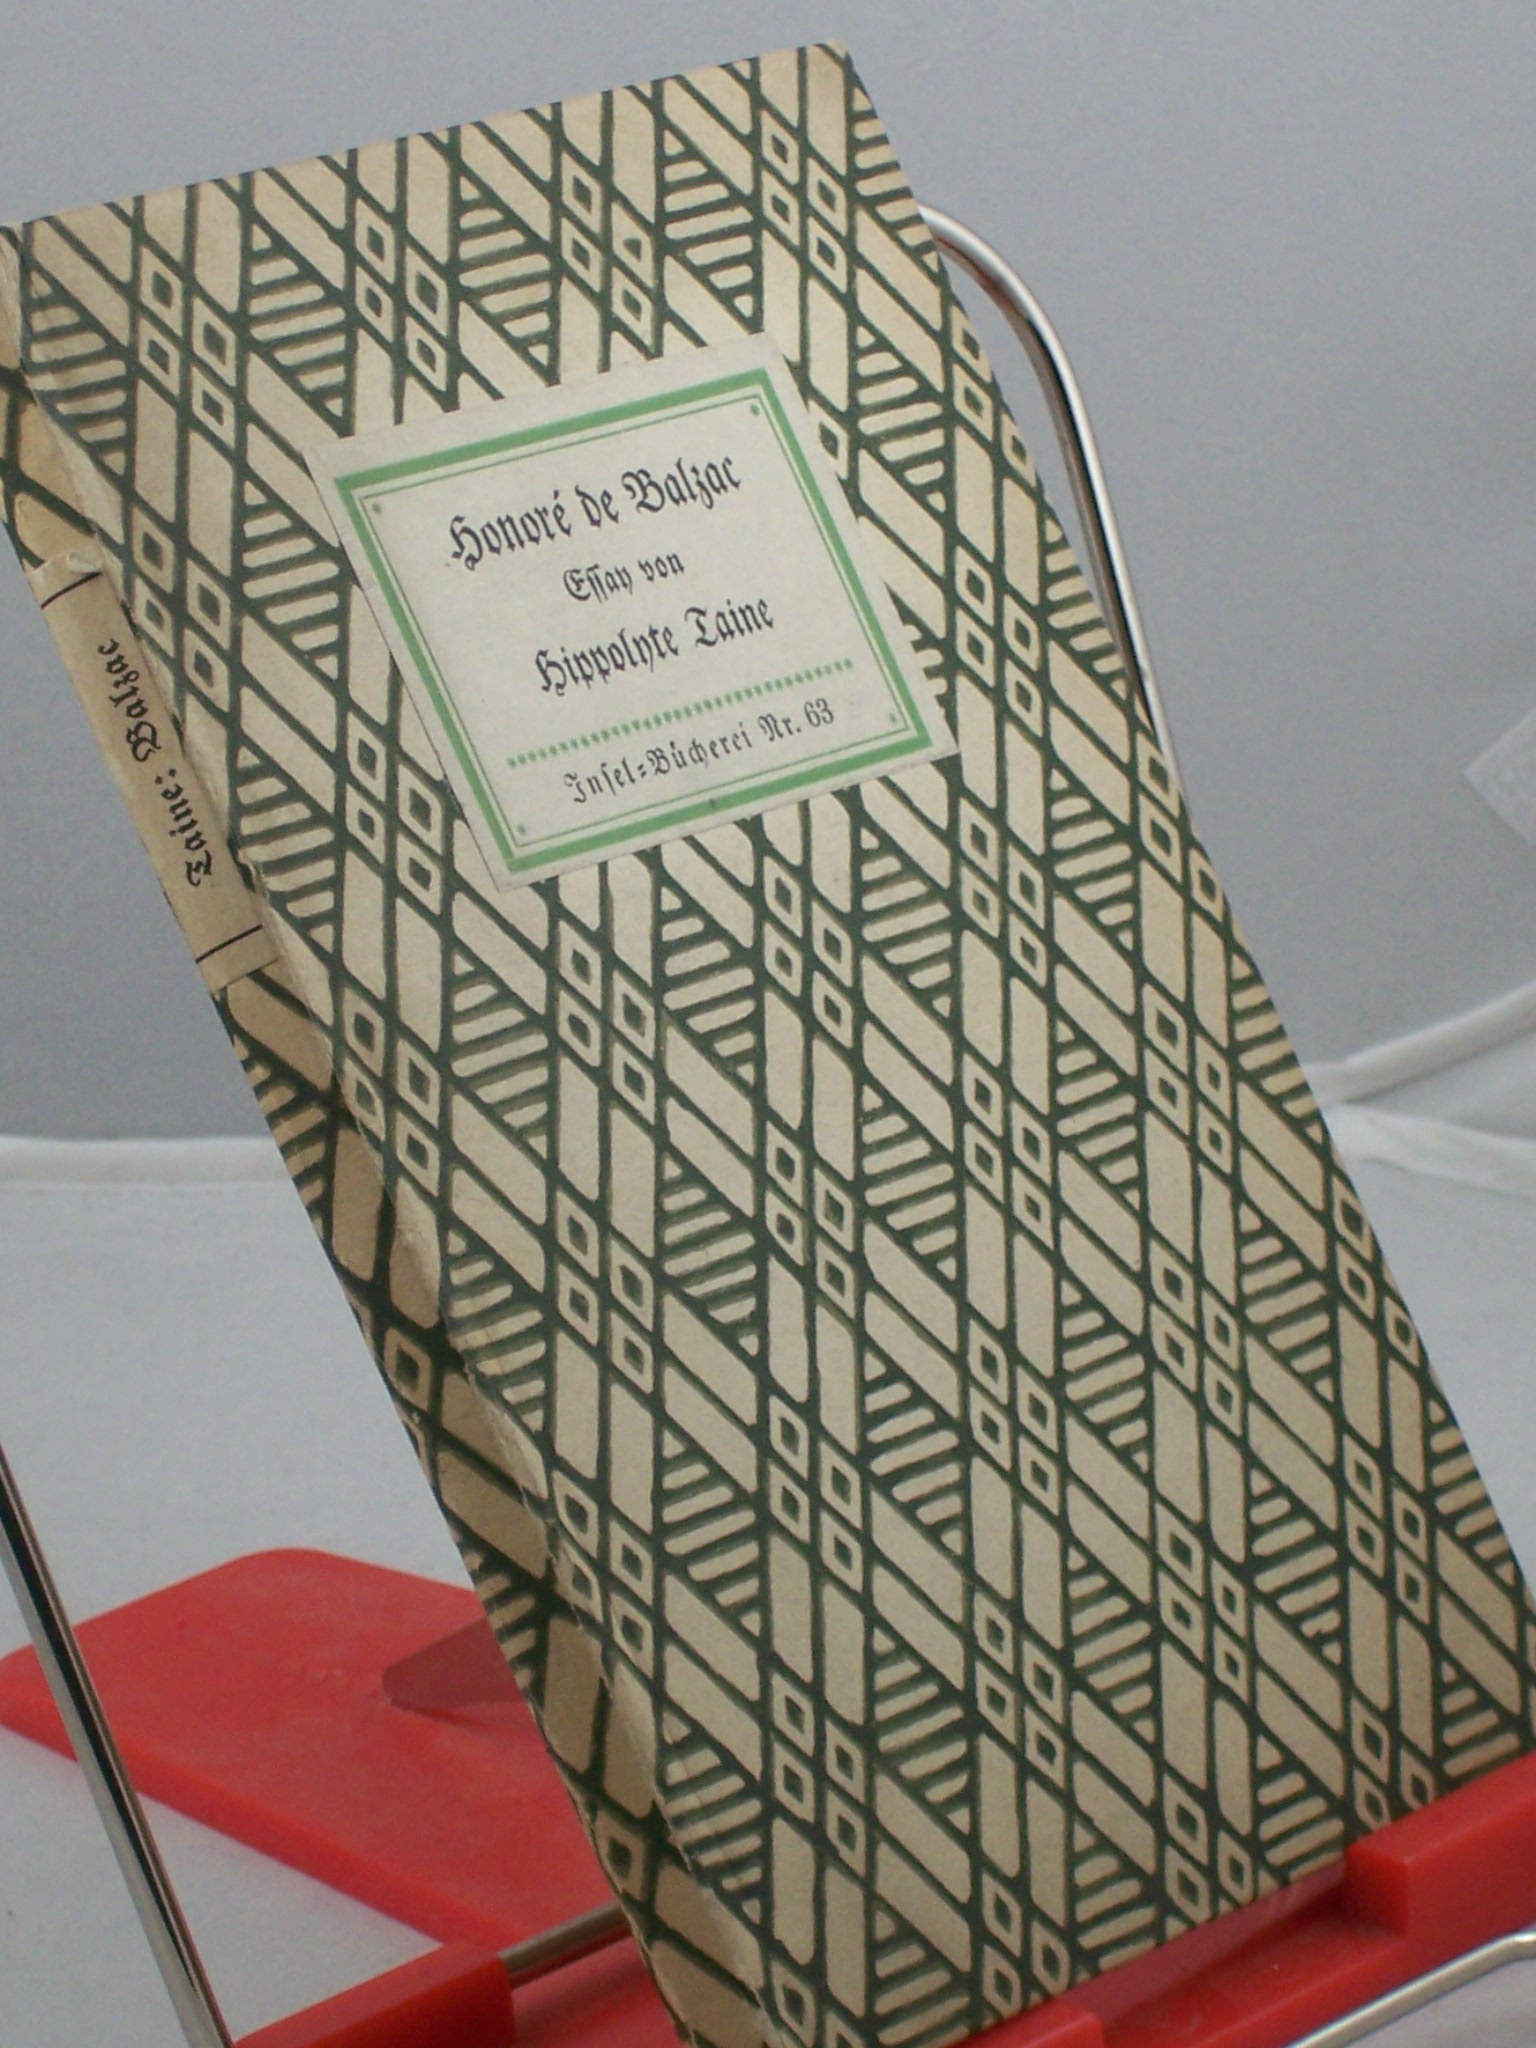 Honoré de Balzac
Essay von
Hippolyte Taine
Insel=Bücherei Nr. 63
Taine: Balzac